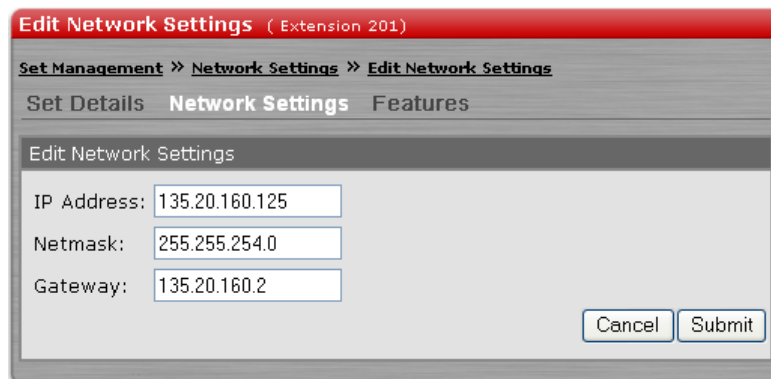 Edit Network Settings ( Extension 201)
Set Management » Network Settings » Edit Network Settings
Set Details Network Settings Features
Edit Network Settings
IP Address: 135.20.160.125
Netmask: 255.255.254.0
Gateway: 135.20.160.2
Cancel Submit